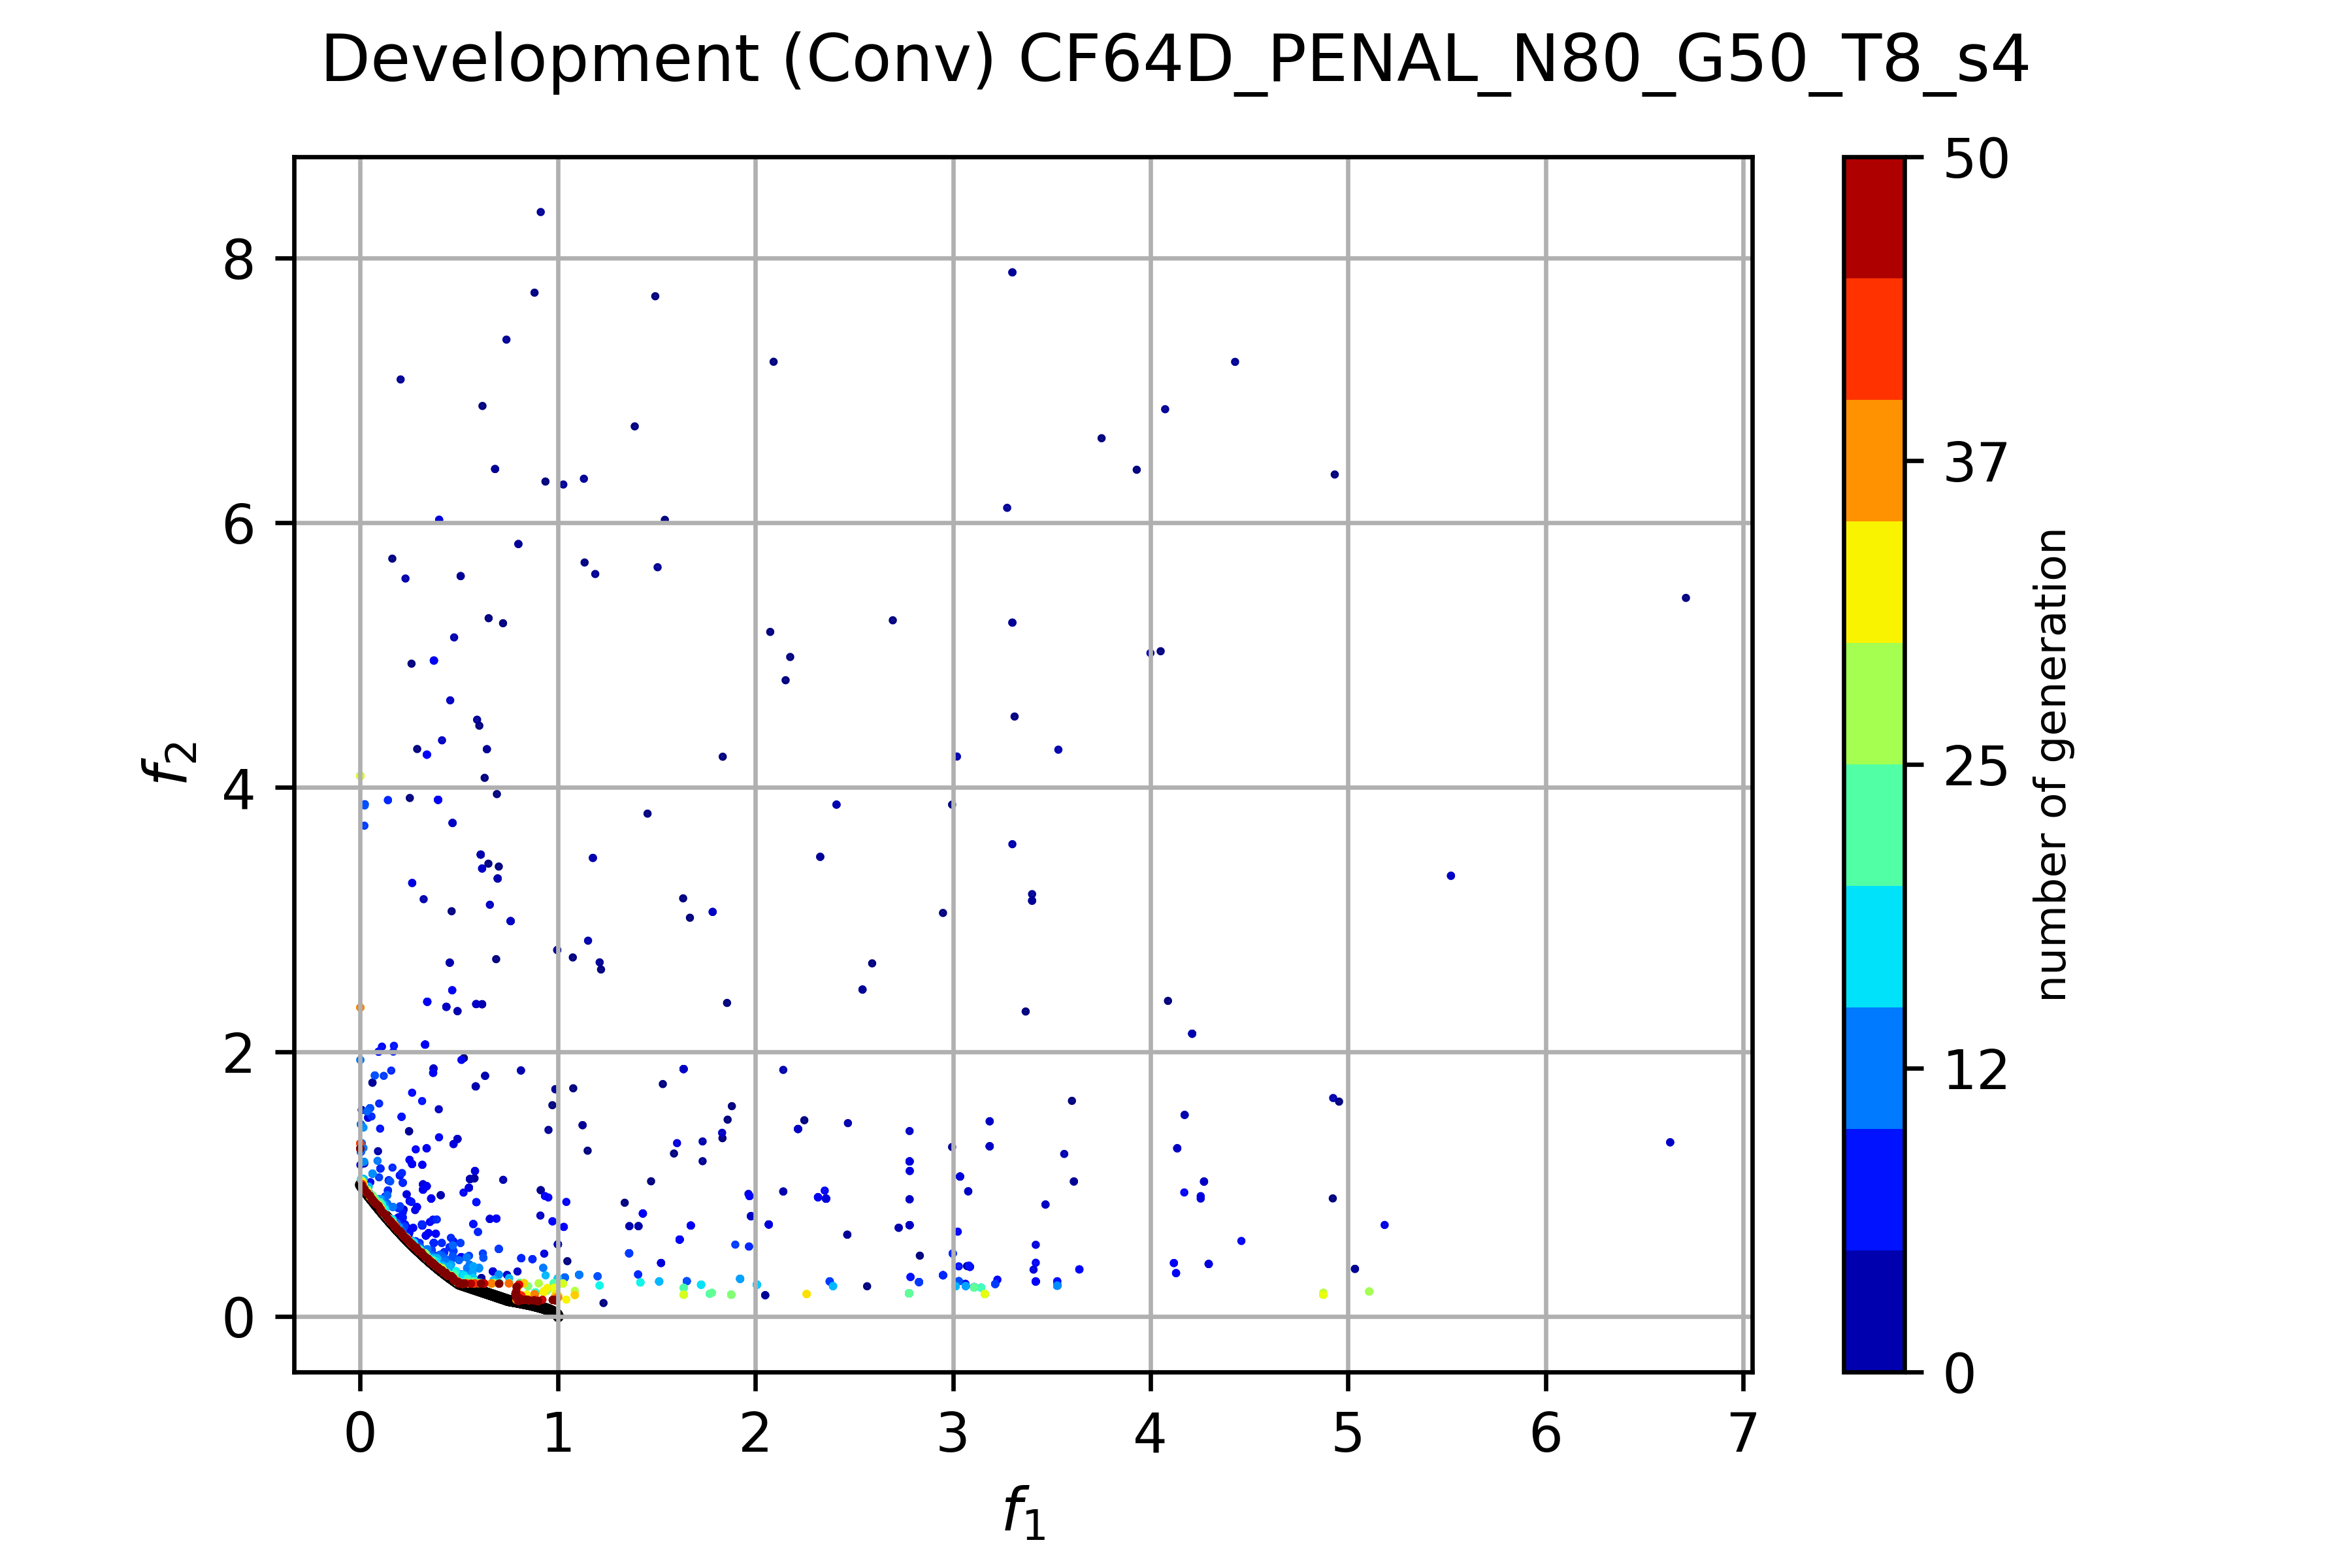 Development (Conv) CF64D_PENAL_N80_G50_T8_s4
8
6
4
2
0
f2
0 1 2 3 4 5 6 7
f1
50
37
25
12
0
number of generation